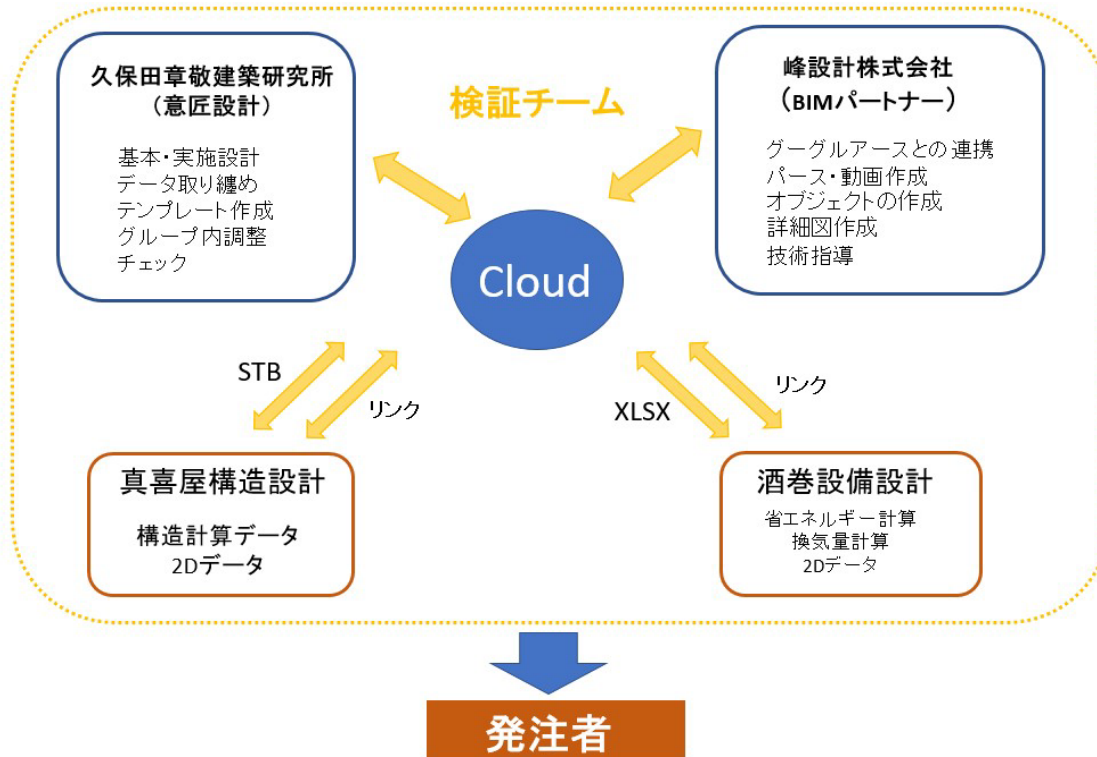 久保田章敬建築研究所
（意匠設計）
基本・実施設計
データ取り纏め
テンプレート作成
グループ内調整
チェック
検証チーム
峰設計株式会社
（BIMパートナー）
グーグルアースとの連携
パース・動画作成
オブジェクトの作成
詳細図作成
技術指導
Cloud
STB
リンク
XLSX
リンク
真喜屋構造設計
構造計算データ
2Dデータ
酒巻設備設計
省エネルギー計算
換気量計算
2Dデータ
発注者